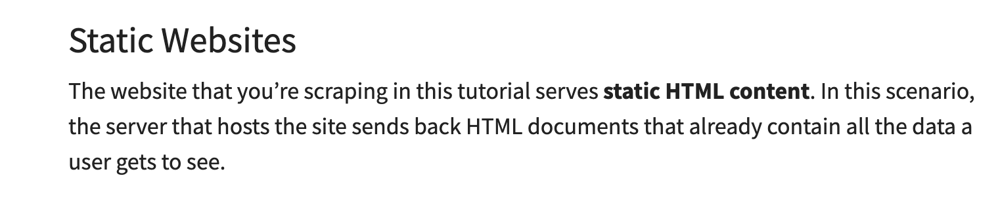 Static Websites
The website that you’re scraping in this tutorial serves static HTML content. In this scenario,
the server that hosts the site sends back HTML documents that already contain all the data a
user gets to see.